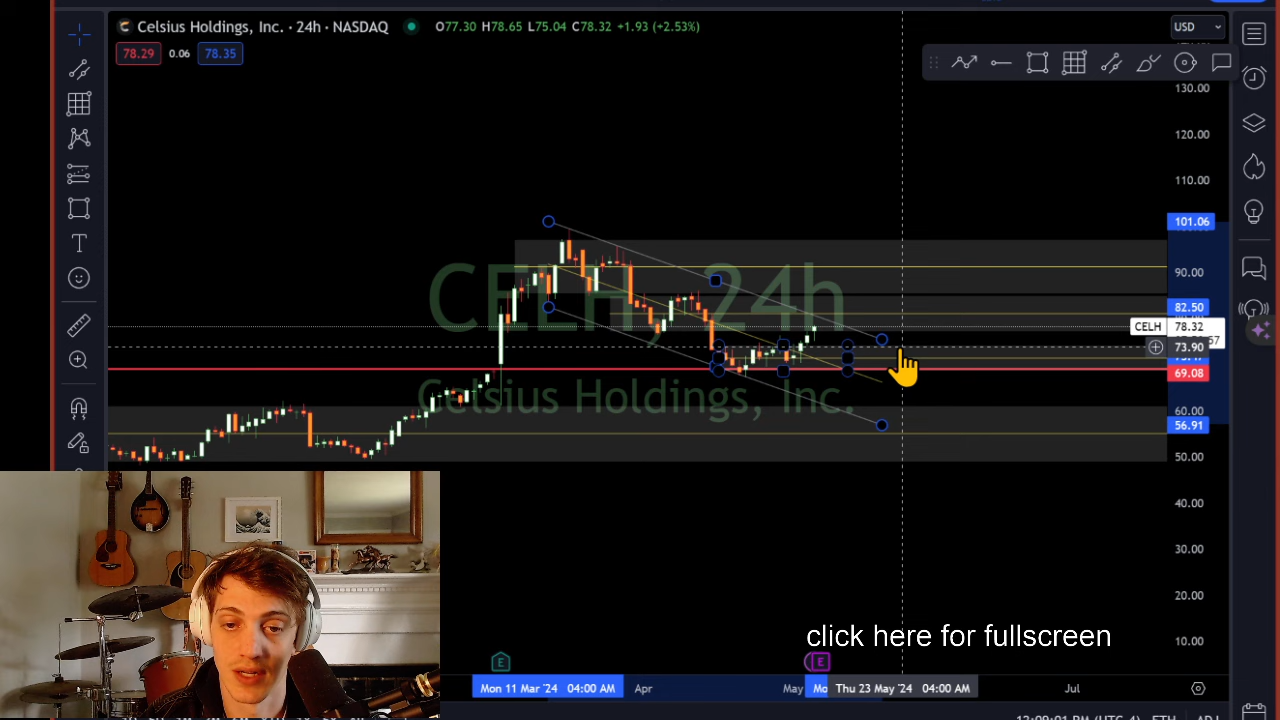 Celsius Holdings, Inc. · 24h · NASDAQ O77.30 H78.65 L75.04 C78.32 +1.93 (+2.53%) USD
78.29 0.06 78.35
130.00
120.00
110.00
101.06
90.00
CELH, 24h
82.50
CELH 78.32
73.90
69.08
Celsius Holdings, Inc.
60.00
56.91
50.00
40.00
30.00
20.00
click here for fullscreen
10.00
E E
Mon 11 Mar '24 04:00 AM Apr May Mo Thu 23 May '24 04:00 AM Jul